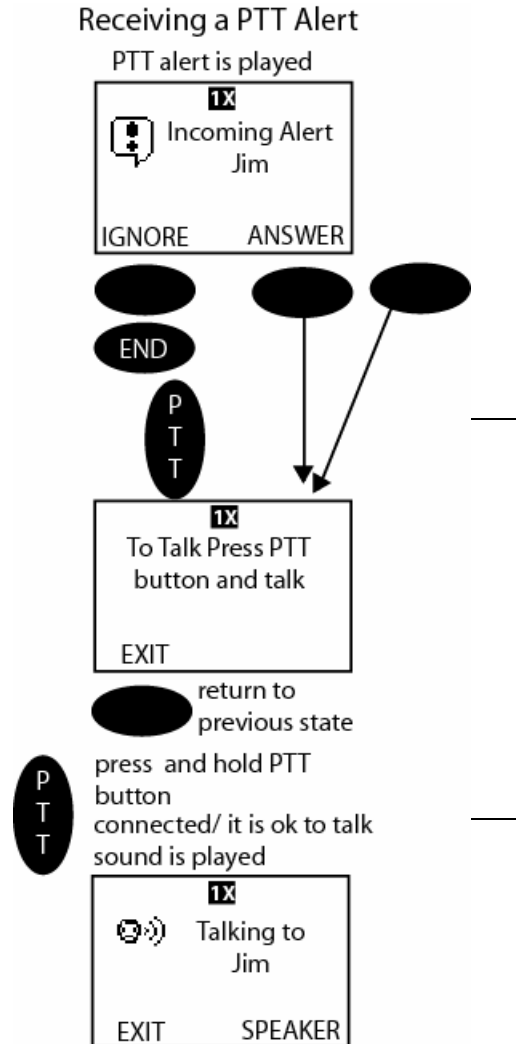 Receiving a PTT Alert
PTT alert is played
1X
Incoming Alert
Jim
IGNORE ANSWER
END
PTT
1X
To Talk Press PTT
button and talk
EXIT
return to
previous state
PTT
press and hold PTT
button
connected/ it is ok to talk
sound is played
1X
Talking to
Jim
EXIT SPEAKER